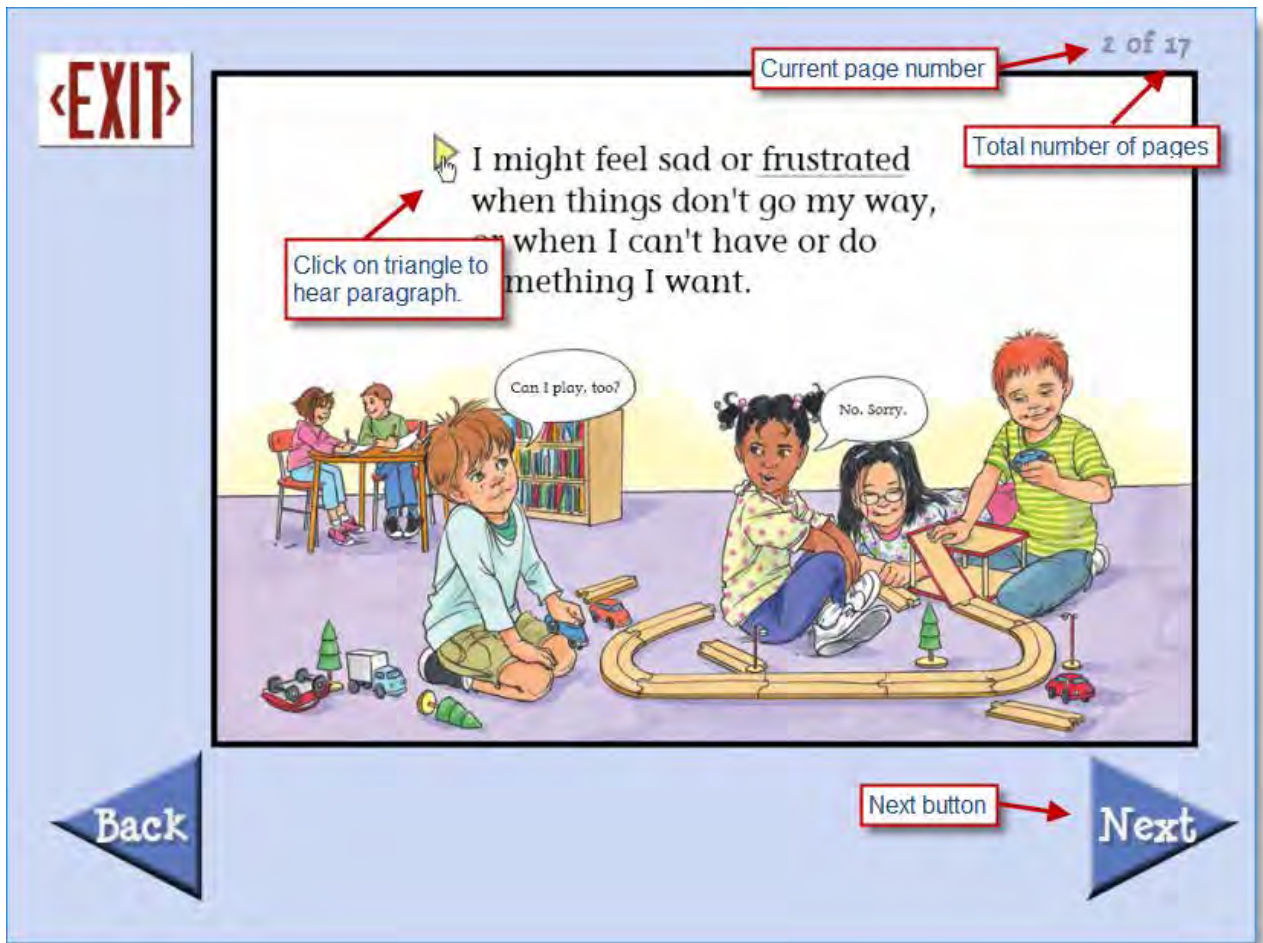 2 of 17
Current page number
<EXIT>
Total number of pages
I might feel sad or frustrated
when things don't go my way,
or when I can't have or do
mething I want.
Click on triangle to
hear paragraph.
Can I play, too?
No. Sorry.
Next button
Back
Next